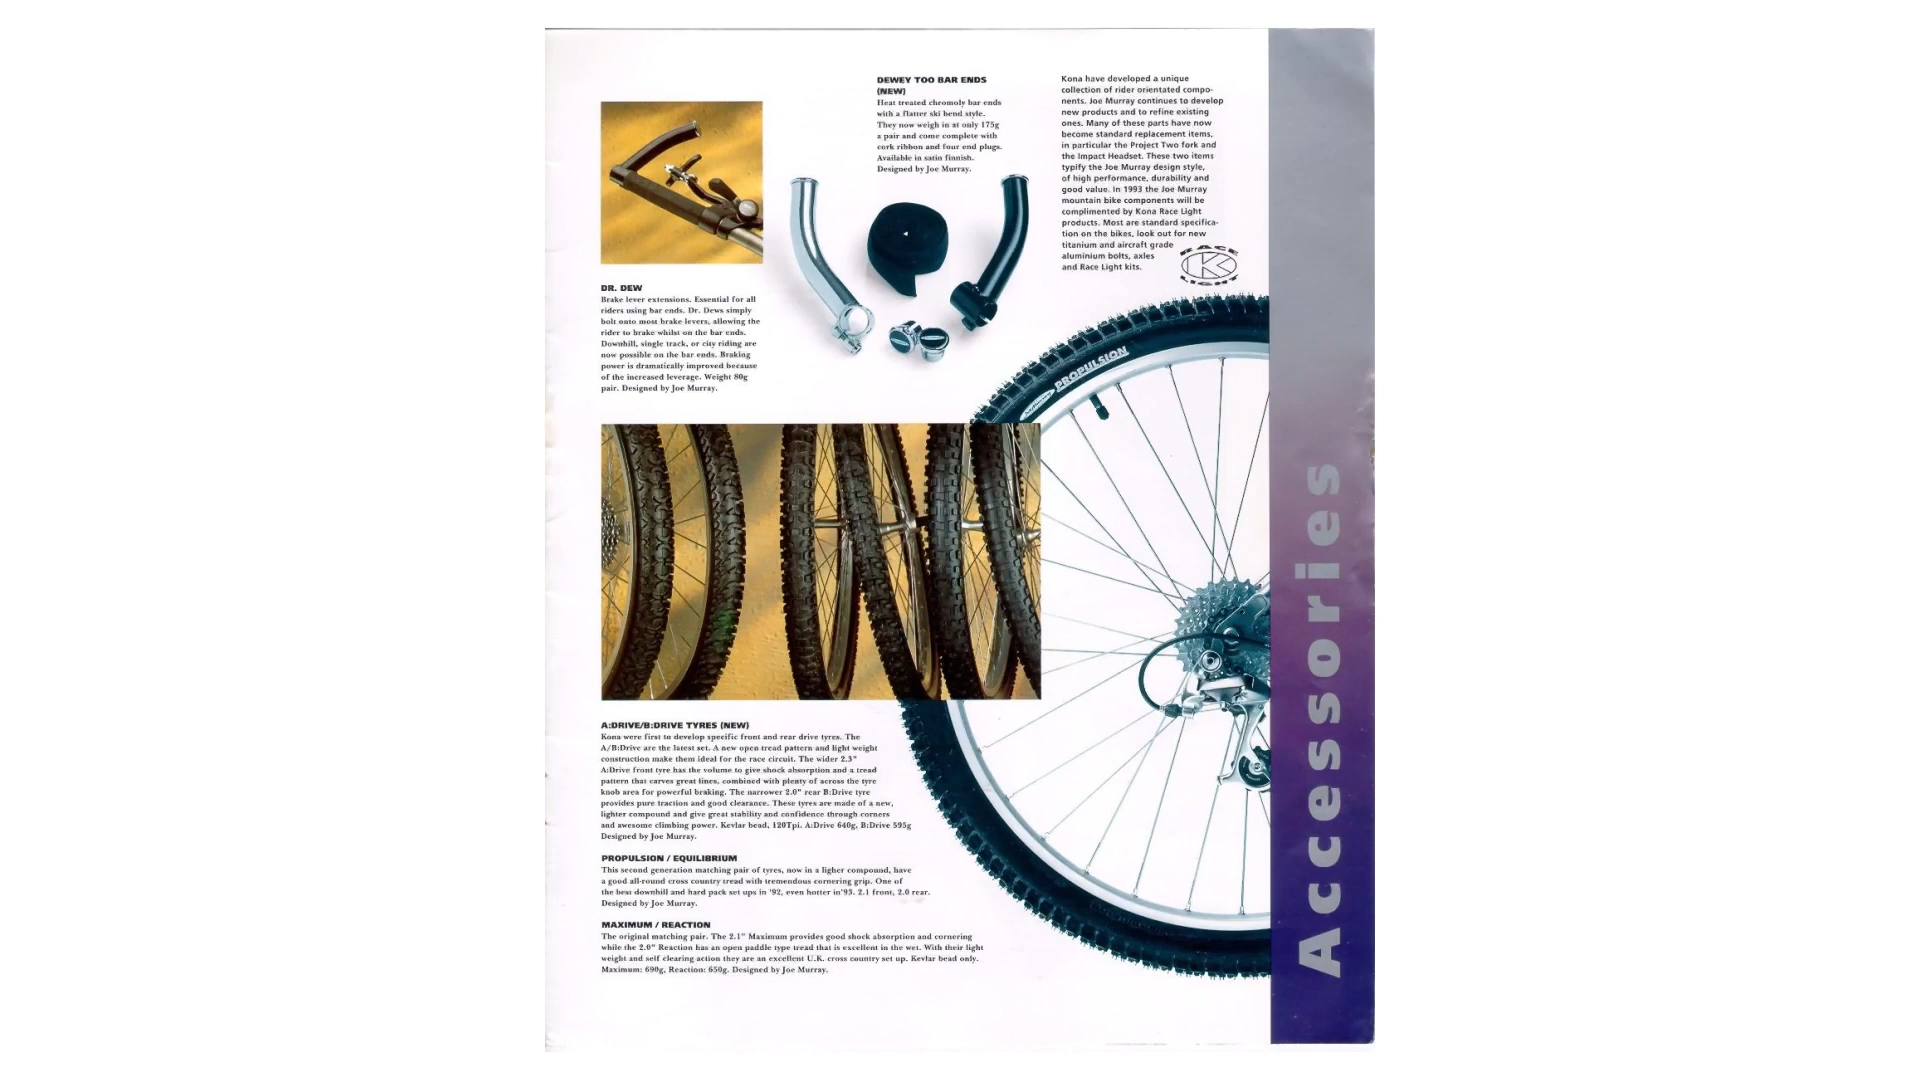 DEWEY TOO BAR ENDS
(NEW)
Heat treated chromoly bar ends
with a flatter ski bend style.
They now weigh in at only 175g
a pair and come complete with
cork ribbon and four end plugs.
Available in satin finnish.
Designed by Joe Murray.
Kona have developed a unique
collection of rider orientated compo-
nents. Joe Murray continues to develop
new products and to refine existing
ones. Many of these parts have now
become standard replacement items,
in particular the Project Two fork and
the Impact Headset. These two items
typify the Joe Murray design style,
of high performance, durability and
good value. In 1993 the Joe Murray
mountain bike components will be
complimented by Kona Race Light
products. Most are standard specifica-
tion on the bikes, look out for new
titanium and aircraft grade
aluminium bolts, axles
and Race Light kits.
RACE
K
LIGHT
DR. DEW
Brake lever extensions. Essential for all
riders using bar ends. Dr. Dews simply
bolt onto most brake levers, allowing the
rider to brake whilst on the bar ends.
Downhill, single track, or city riding are
now possible on the bar ends. Braking
power is dramatically improved because
of the increased leverage. Weight 80g
pair. Designed by Joe Murray.
PROPULSION
A:DRIVE/B:DRIVE TYRES (NEW)
Kona were first to develop specific front and rear drive tyres. The
A/B:Drive are the latest set. A new open tread pattern and light weight
construction make them ideal for the race circuit. The wider 2.3"
A:Drive front tyre has the volume to give shock absorption and a tread
pattern that carves great lines, combined with plenty of across the tyre
knob area for powerful braking. The narrower 2.0" rear B:Drive tyre
provides pure traction and good clearance. These tyres are made of a new,
lighter compound and give great stability and confidence through corners
and awesome climbing power. Kevlar bead, 120Tpi. A:Drive 640g, B:Drive 595g
Designed by Joe Murray.
PROPULSION / EQUILIBRIUM
This second generation matching pair of tyres, now in a ligher compound, have
a good all-round cross country tread with tremendous cornering grip. One of
the best downhill and hard pack set ups in '92, even hotter in'93. 2.1 front, 2.0 rear.
Designed by Joe Murray.
MAXIMUM / REACTION
The original matching pair. The 2.1" Maximum provides good shock absorption and cornering
while the 2.0" Reaction has an open paddle type tread that is excellent in the wet. With their light
weight and self clearing action they are an excellent U.K. cross country set up. Kevlar bead only.
Maximum: 690g, Reaction: 650g. Designed by Joe Murray.
Accessories